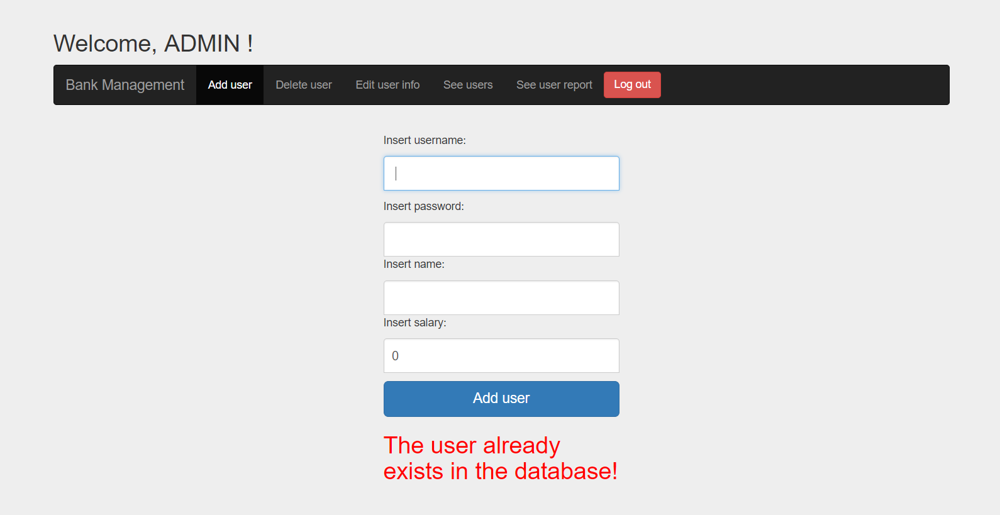 Welcome, ADMIN !
Bank Management Add user Delete user Edit user info See users See user report Log out
Insert username:
Insert password:
Insert name:
Insert salary:
0
Add user
The user already
exists in the database!